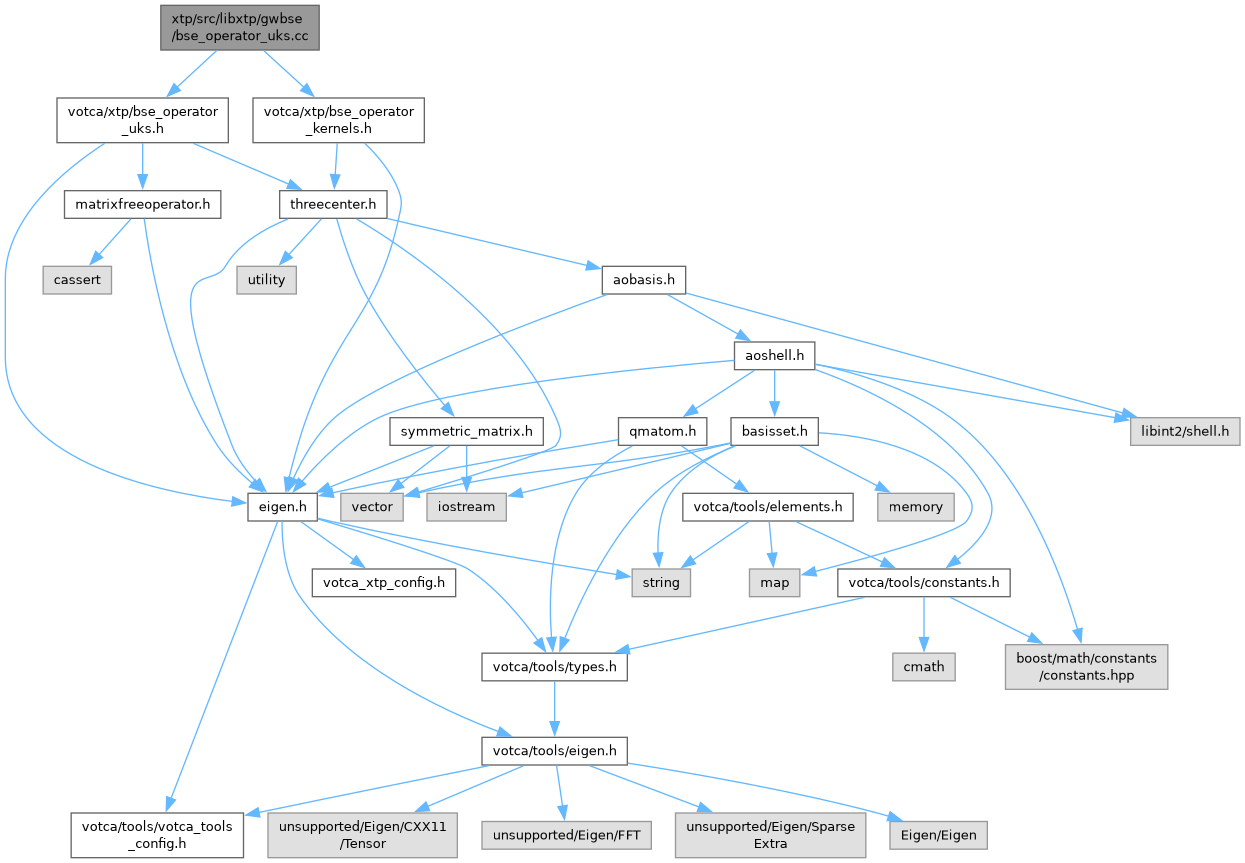 xtp/src/libxtp/gwbse
/bse_operator_uks.cc
votca/xtp/bse_operator
_uks.h
votca/xtp/bse_operator
_kernels.h
matrixfreeoperator.h
threecenter.h
cassert
utility
aobasis.h
aoshell.h
symmetric_matrix.h
qmatom.h
basisset.h
libint2/shell.h
eigen.h
vector
iostream
votca/tools/elements.h
memory
votca_xtp_config.h
string
map
votca/tools/constants.h
votca/tools/types.h
cmath
boost/math/constants
/constants.hpp
votca/tools/eigen.h
votca/tools/votca_tools
_config.h
unsupported/Eigen/CXX11
/Tensor
unsupported/Eigen/FFT
unsupported/Eigen/Sparse
Extra
Eigen/Eigen